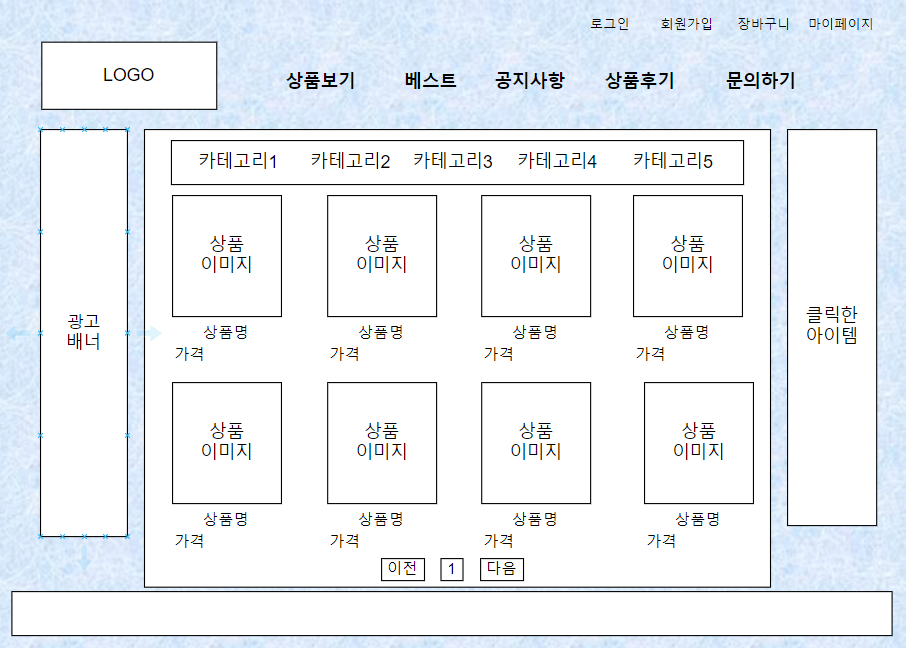 로그인 회원가입 장바구니 마이페이지
LOGO
상품보기 베스트 공지사항 상품후기 문의하기
카테고리1 카테고리2 카테고리3 카테고리4 카테고리5
광고
배너
상품
이미지
상품
이미지
상품
이미지
상품
이미지
상품명 상품명 상품명 상품명
가격 가격 가격 가격
상품
이미지
상품
이미지
상품
이미지
상품
이미지
상품명 상품명 상품명 상품명
가격 가격 가격 가격
이전 1 다음
클릭한
아이템